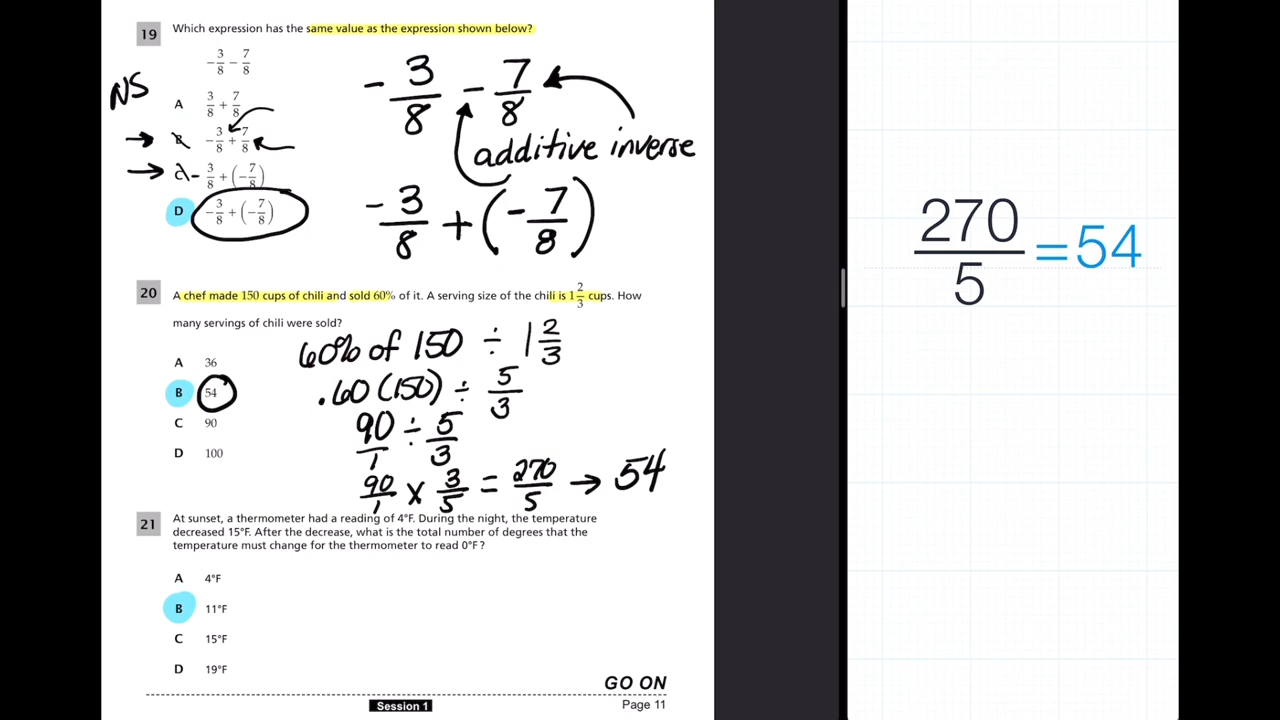 19 Which expression has the same value as the expression shown below?
-3/8 - 7/8
NS
A 3/8 + 7/8
B -3/8 + 7/8
3/8 + (-7/8)
D -3/8 + (-7/8)
- 3/8 - 7/8
additive inverse
-3/8 + (-7/8)
20 A chef made 150 cups of chili and sold 60% of it. A serving size of the chili is 1 2/3 cups. How
many servings of chili were sold?
A 36
B 54
C 90
D 100
60% of 150 ÷ 1 2/3
.60 (150) ÷ 5/3
90/1 ÷ 5/3
90/1 x 3/5 = 270/5 → 54
21 At sunset, a thermometer had a reading of 4°F. During the night, the temperature
decreased 15°F. After the decrease, what is the total number of degrees that the
temperature must change for the thermometer to read 0°F?
A 4°F
B 11°F
C 15°F
D 19°F
GO ON
Session 1
Page 11
270/5 = 54